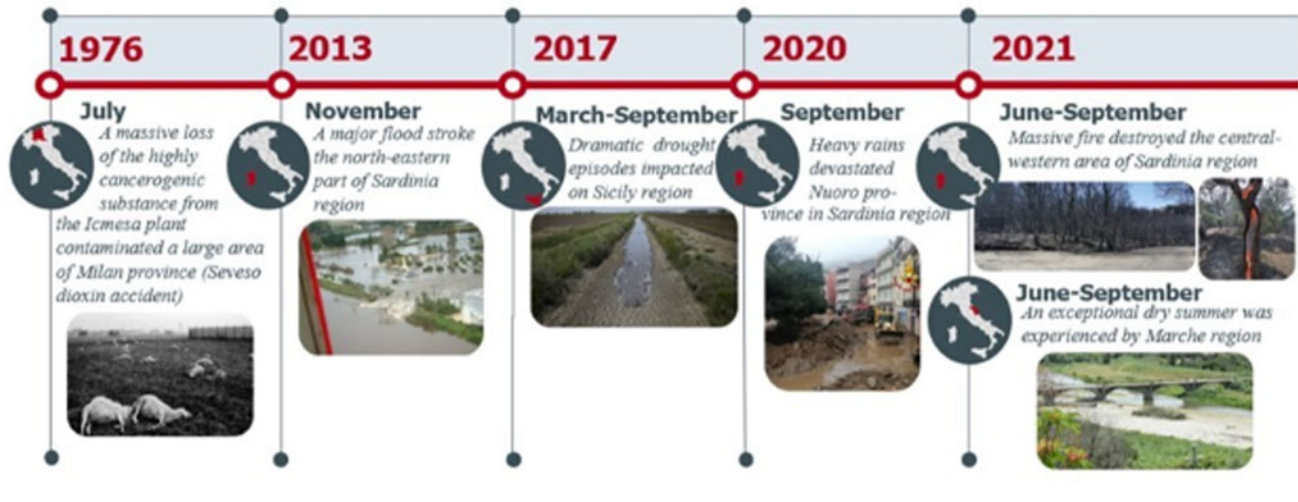 1976
July
A massive loss
of the highly
cancerogenic
substance from
the Icmesa plant
contaminated a large area
of Milan province (Seveso
dioxin accident)
2013
November
A major flood stroke
the north-eastern
part of Sardinia
region
2017
March-September
Dramatic drought
episodes impacted
on Sicily region
2020
September
Heavy rains
devastated
Nuoro pro-
vince in Sardinia region
2021
June-September
Massive fire destroyed the central-
western area of Sardinia region
June-September
An exceptional dry summer was
experienced by Marche region